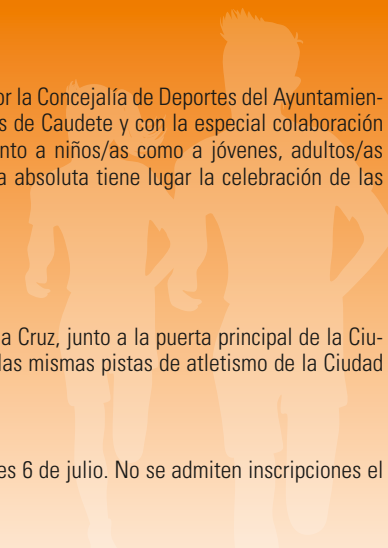 or la Concejalía de Deportes del Ayuntamien-
s de Caudete y con la especial colaboración
nto a niños/as como a jóvenes, adultos/as
a absoluta tiene lugar la celebración de las
a Cruz, junto a la puerta principal de la Ciu-
las mismas pistas de atletismo de la Ciudad
es 6 de julio. No se admiten inscripciones el